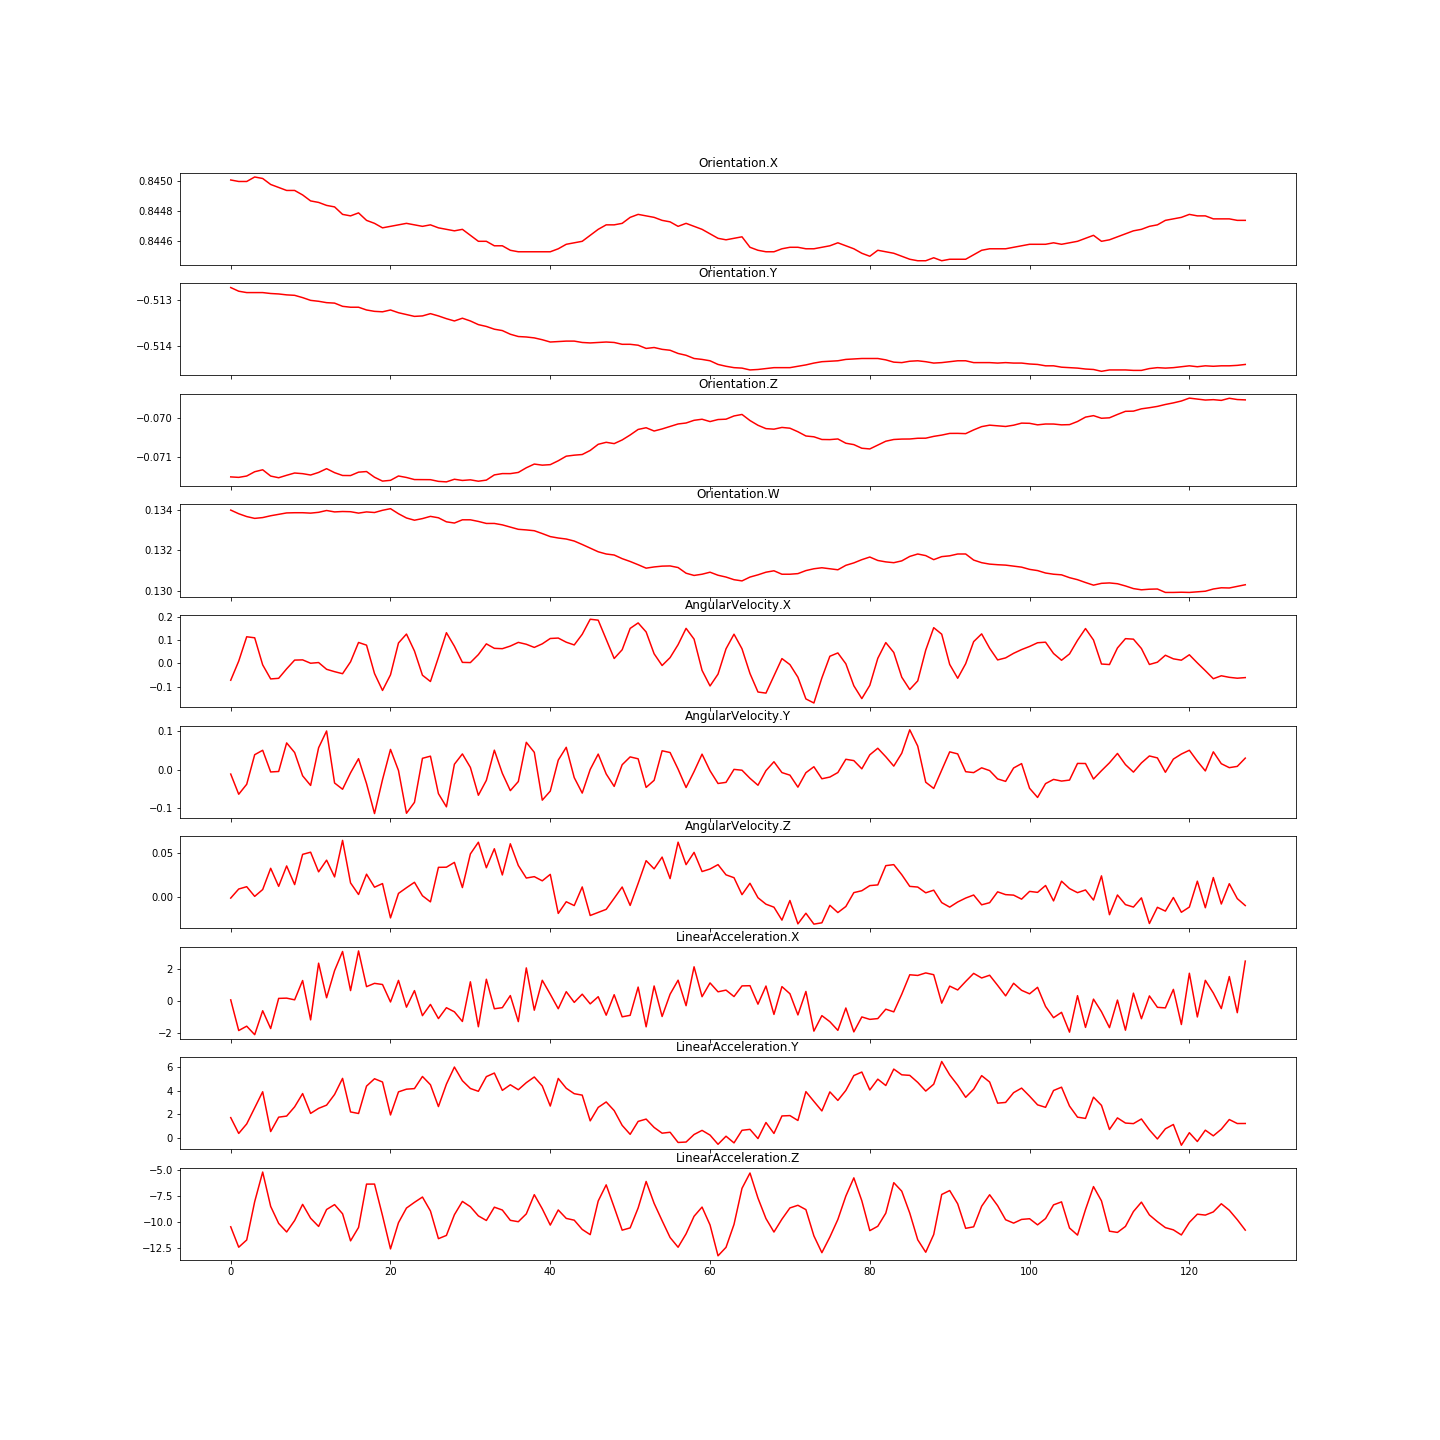 Orientation.X
0.8450
0.8448
0.8446
Orientation.Y
−0.513
−0.514
Orientation.Z
−0.070
−0.071
Orientation.W
0.134
0.132
0.130
AngularVelocity.X
0.2
0.1
0.0
−0.1
AngularVelocity.Y
0.1
0.0
−0.1
AngularVelocity.Z
0.05
0.00
LinearAcceleration.X
2
0
−2
LinearAcceleration.Y
6
4
2
0
LinearAcceleration.Z
−5.0
−7.5
−10.0
−12.5
0 20 40 60 80 100 120